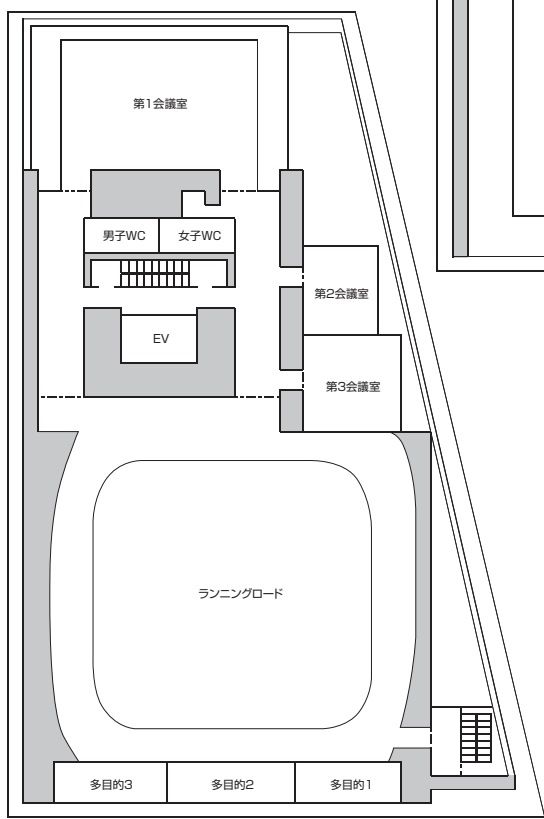 第1会議室
男子WC
女子WC
第2会議室
EV
第3会議室
ランニングロード
多目的3
多目的2
多目的1